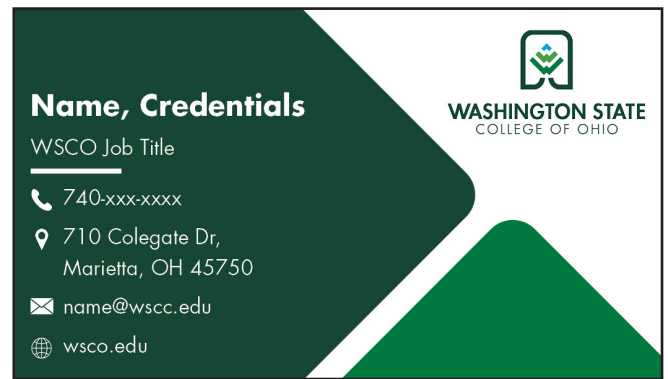 Name, Credentials
WSCO Job Title
740-xxx-xxxx
710 Colegate Dr,
Marietta, OH 45750
name@wscc.edu
wsco.edu
WASHINGTON STATE
COLLEGE OF OHIO